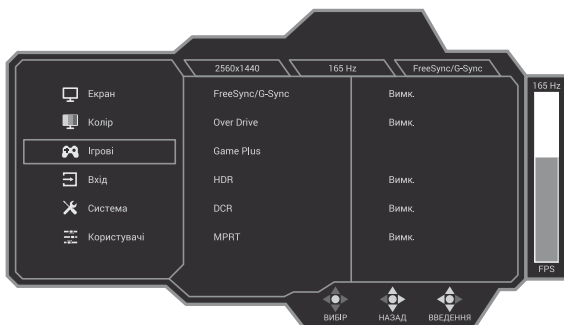 2560x1440 165 Hz FreeSync/G-Sync
165 Hz
Екран
Колір
Ігрові
Вхід
Система
Користувачі
FreeSync/G-Sync Вимк.
Over Drive Вимк.
Game Plus
HDR Вимк.
DCR Вимк.
MPRT Вимк.
FPS
ВИБІР НАЗАД ВВЕДЕННЯ